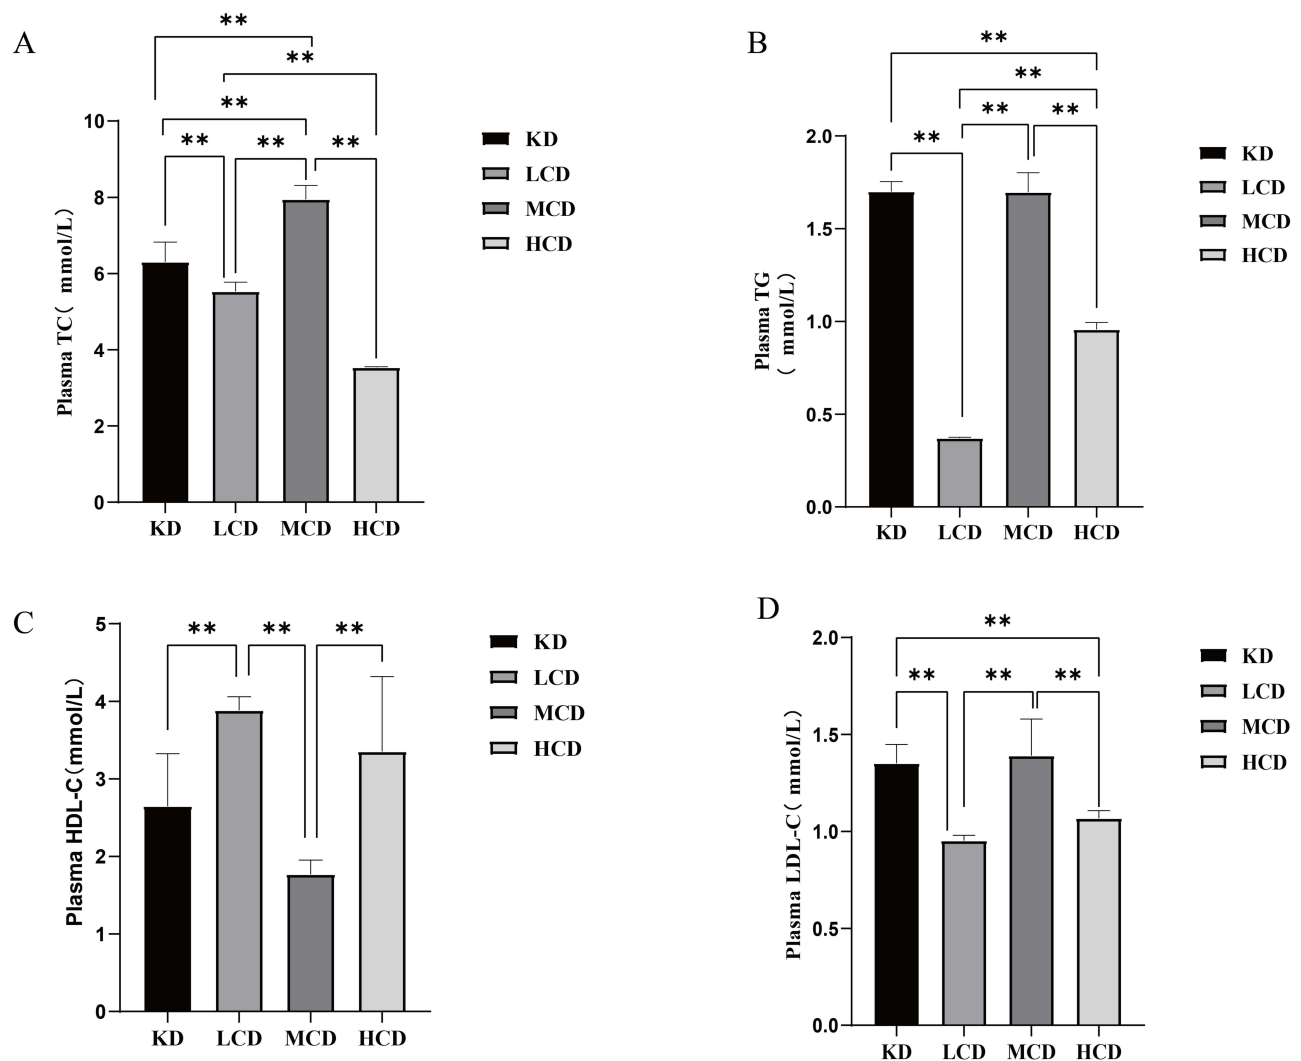 A
**
**
**
**
**
**
10
8
6
4
2
0
Plasma TC( mmol/L)
KD
LCD
MCD
HCD
KD
LCD
MCD
HCD
B
**
**
**
**
**
2.0
1.5
1.0
0.5
0.0
Plasma TG
( mmol/L)
KD
LCD
MCD
HCD
KD
LCD
MCD
HCD
C
**
**
**
5
4
3
2
1
0
Plasma HDL-C(mmol/L)
KD
LCD
MCD
HCD
KD
LCD
MCD
HCD
D
**
**
**
**
2.0
1.5
1.0
0.5
0.0
Plasma LDL-C( mmol/L)
KD
LCD
MCD
HCD
KD
LCD
MCD
HCD